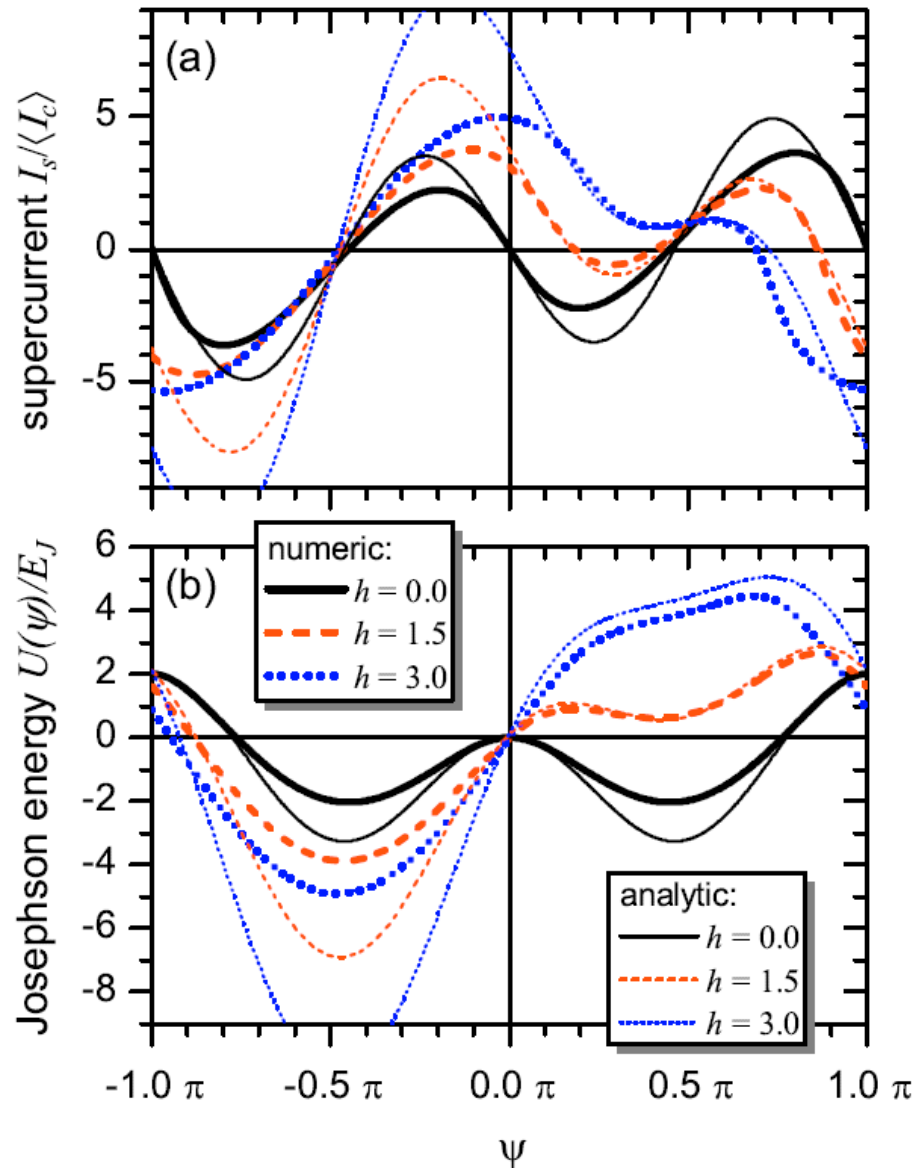 (a)
supercurrent I_s/⟨I_c⟩
5
0
-5
(b)
Josephson energy U(ψ)/E_J
6
4
2
0
-2
-4
-6
-8
numeric:
h = 0.0
h = 1.5
h = 3.0
analytic:
h = 0.0
h = 1.5
h = 3.0
-1.0 π
-0.5 π
0.0 π
0.5 π
1.0 π
ψ